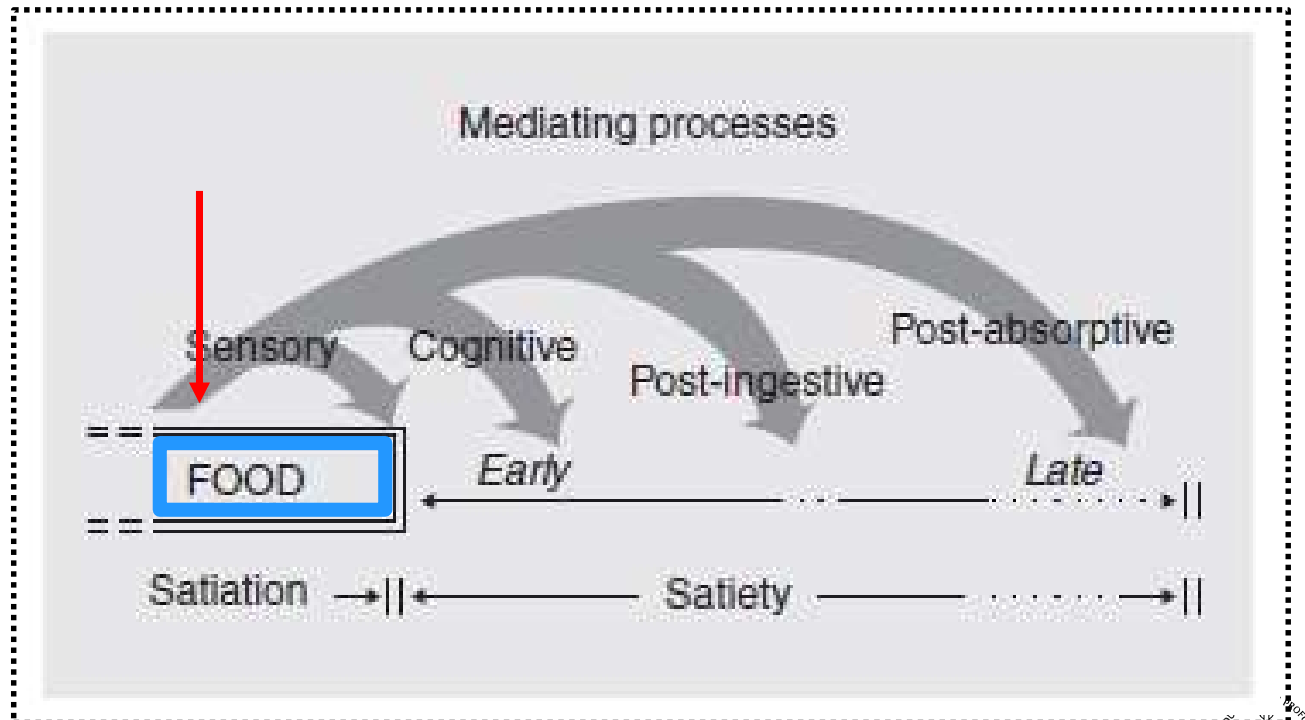 Mediating processes
Sensory
Cognitive
Post-ingestive
Post-absorptive
FOOD
Early
Late
Satiation
Satiety